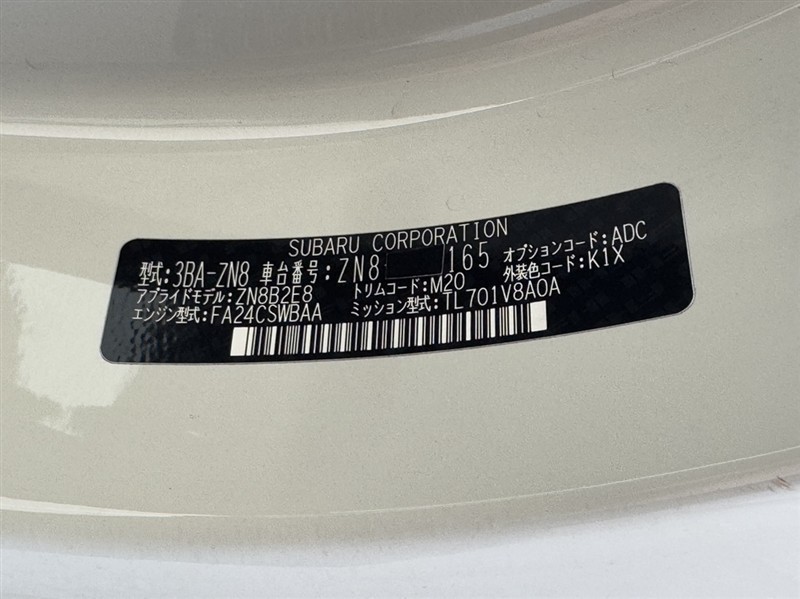 SUBARU CORPORATION
型式:3BA-ZN8 車台番号:ZN8 165 オプションコード:ADC
アプライドモデル:ZN8B2E8 トリムコード:M20 外装色コード:K1X
エンジン型式:FA24CSWBAA ミッション型式:TL701V8A0A